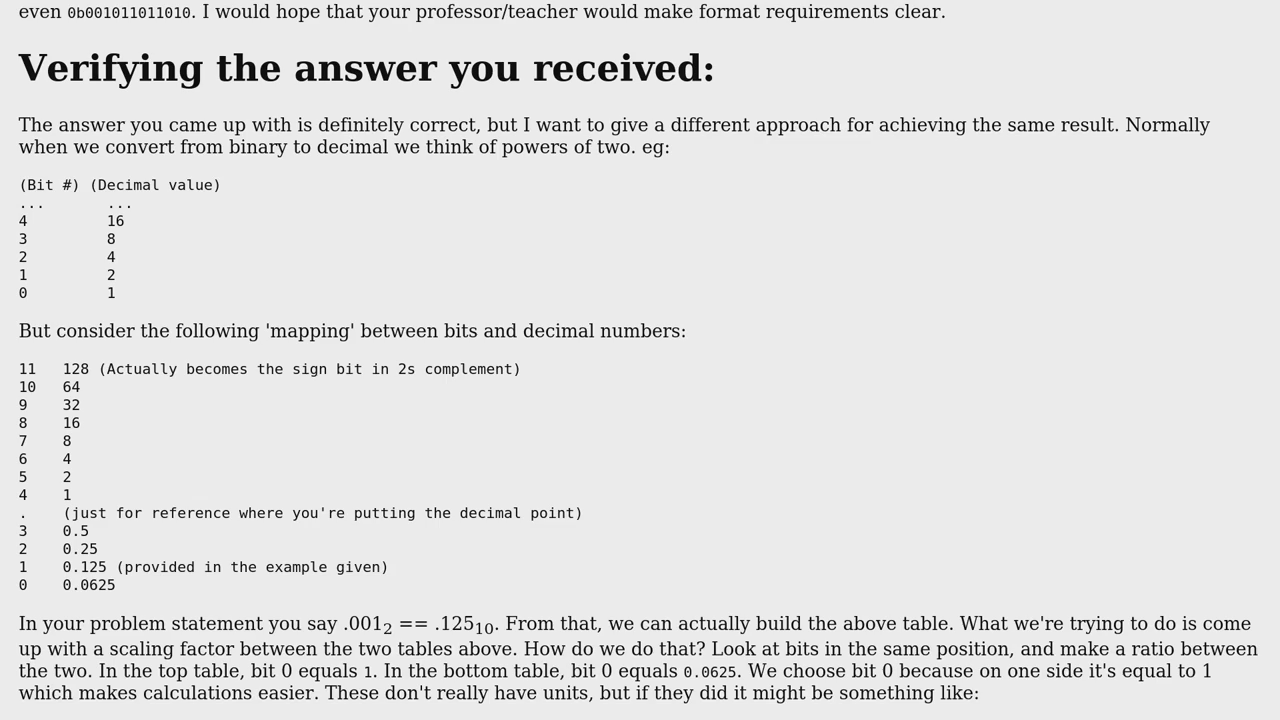 even 0b001011011010. I would hope that your professor/teacher would make format requirements clear.
Verifying the answer you received:
The answer you came up with is definitely correct, but I want to give a different approach for achieving the same result. Normally
when we convert from binary to decimal we think of powers of two. eg:
(Bit #) (Decimal value)
... ...
4 16
3 8
2 4
1 2
0 1
But consider the following 'mapping' between bits and decimal numbers:
11 128 (Actually becomes the sign bit in 2s complement)
10 64
9 32
8 16
7 8
6 4
5 2
4 1
. (just for reference where you're putting the decimal point)
3 0.5
2 0.25
1 0.125 (provided in the example given)
0 0.0625
In your problem statement you say .001₂ == .125₁₀. From that, we can actually build the above table. What we're trying to do is come
up with a scaling factor between the two tables above. How do we do that? Look at bits in the same position, and make a ratio between
the two. In the top table, bit 0 equals 1. In the bottom table, bit 0 equals 0.0625. We choose bit 0 because on one side it's equal to 1
which makes calculations easier. These don't really have units, but if they did it might be something like: